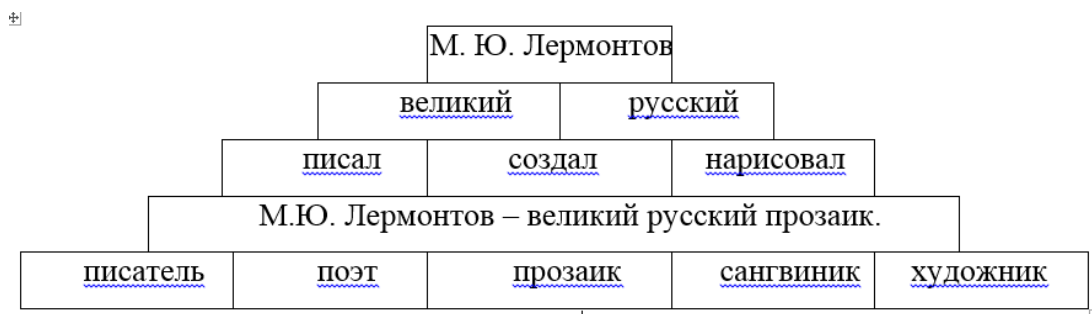 М. Ю. Лермонтов
великий русский
писал создал нарисовал
М.Ю. Лермонтов – великий русский прозаик.
писатель поэт прозаик сангвиник художник